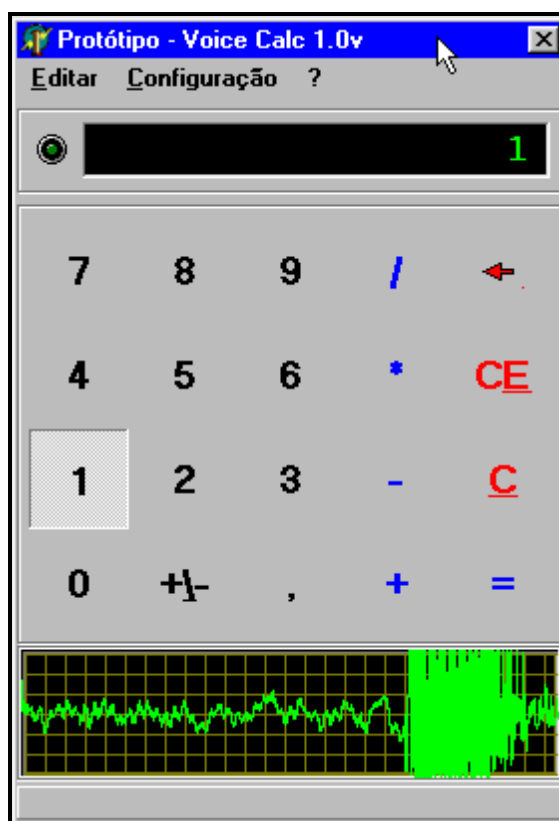 Protótipo - Voice Calc 1.0v
Editar Configuração ?
1
7 8 9 /
4 5 6 * CE
1 2 3 - C
0 +\- , + =